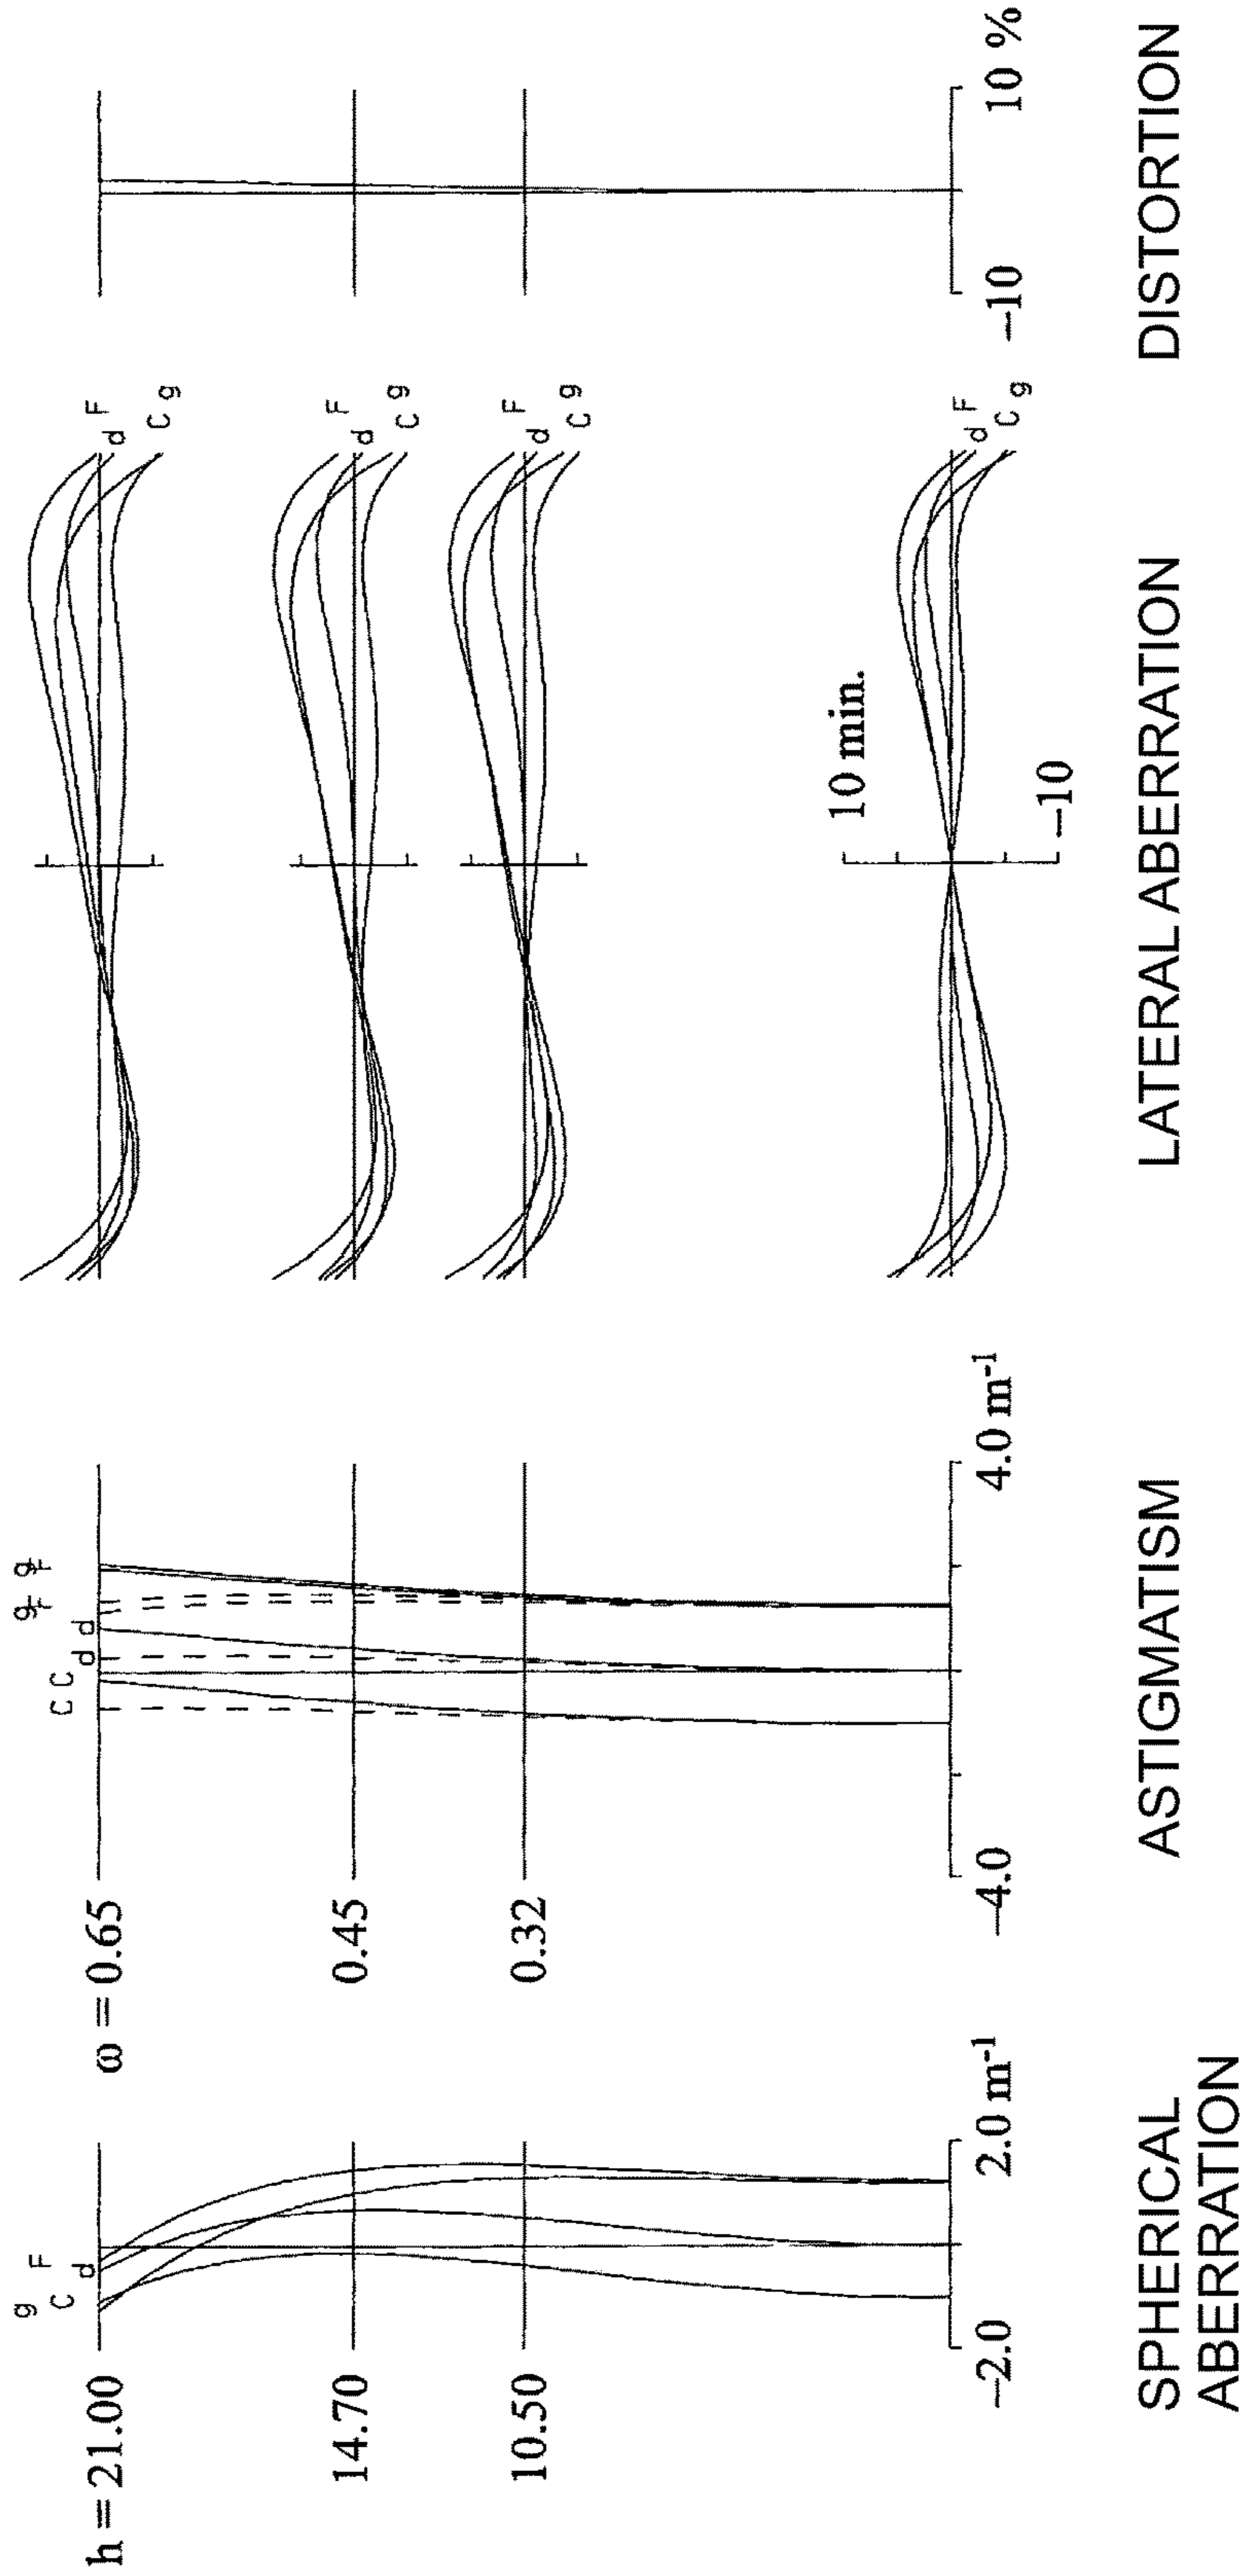 h = 21.00
14.70
10.50
g
C
F
d
-2.0
2.0 m-1
SPHERICAL
ABERRATION
ω = 0.65
0.45
0.32
C
C
d
d
g
F
g
F
-4.0
4.0 m-1
ASTIGMATISM
d
F
C
g
d
F
C
g
d
F
C
g
d
F
C
g
10 min.
-10
LATERAL ABERRATION
-10
10 %
DISTORTION